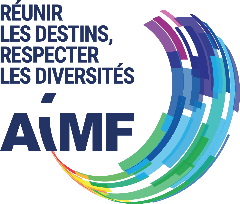 RÉUNIR
LES DESTINS,
RESPECTER
LES DIVERSITÉS
AIMF